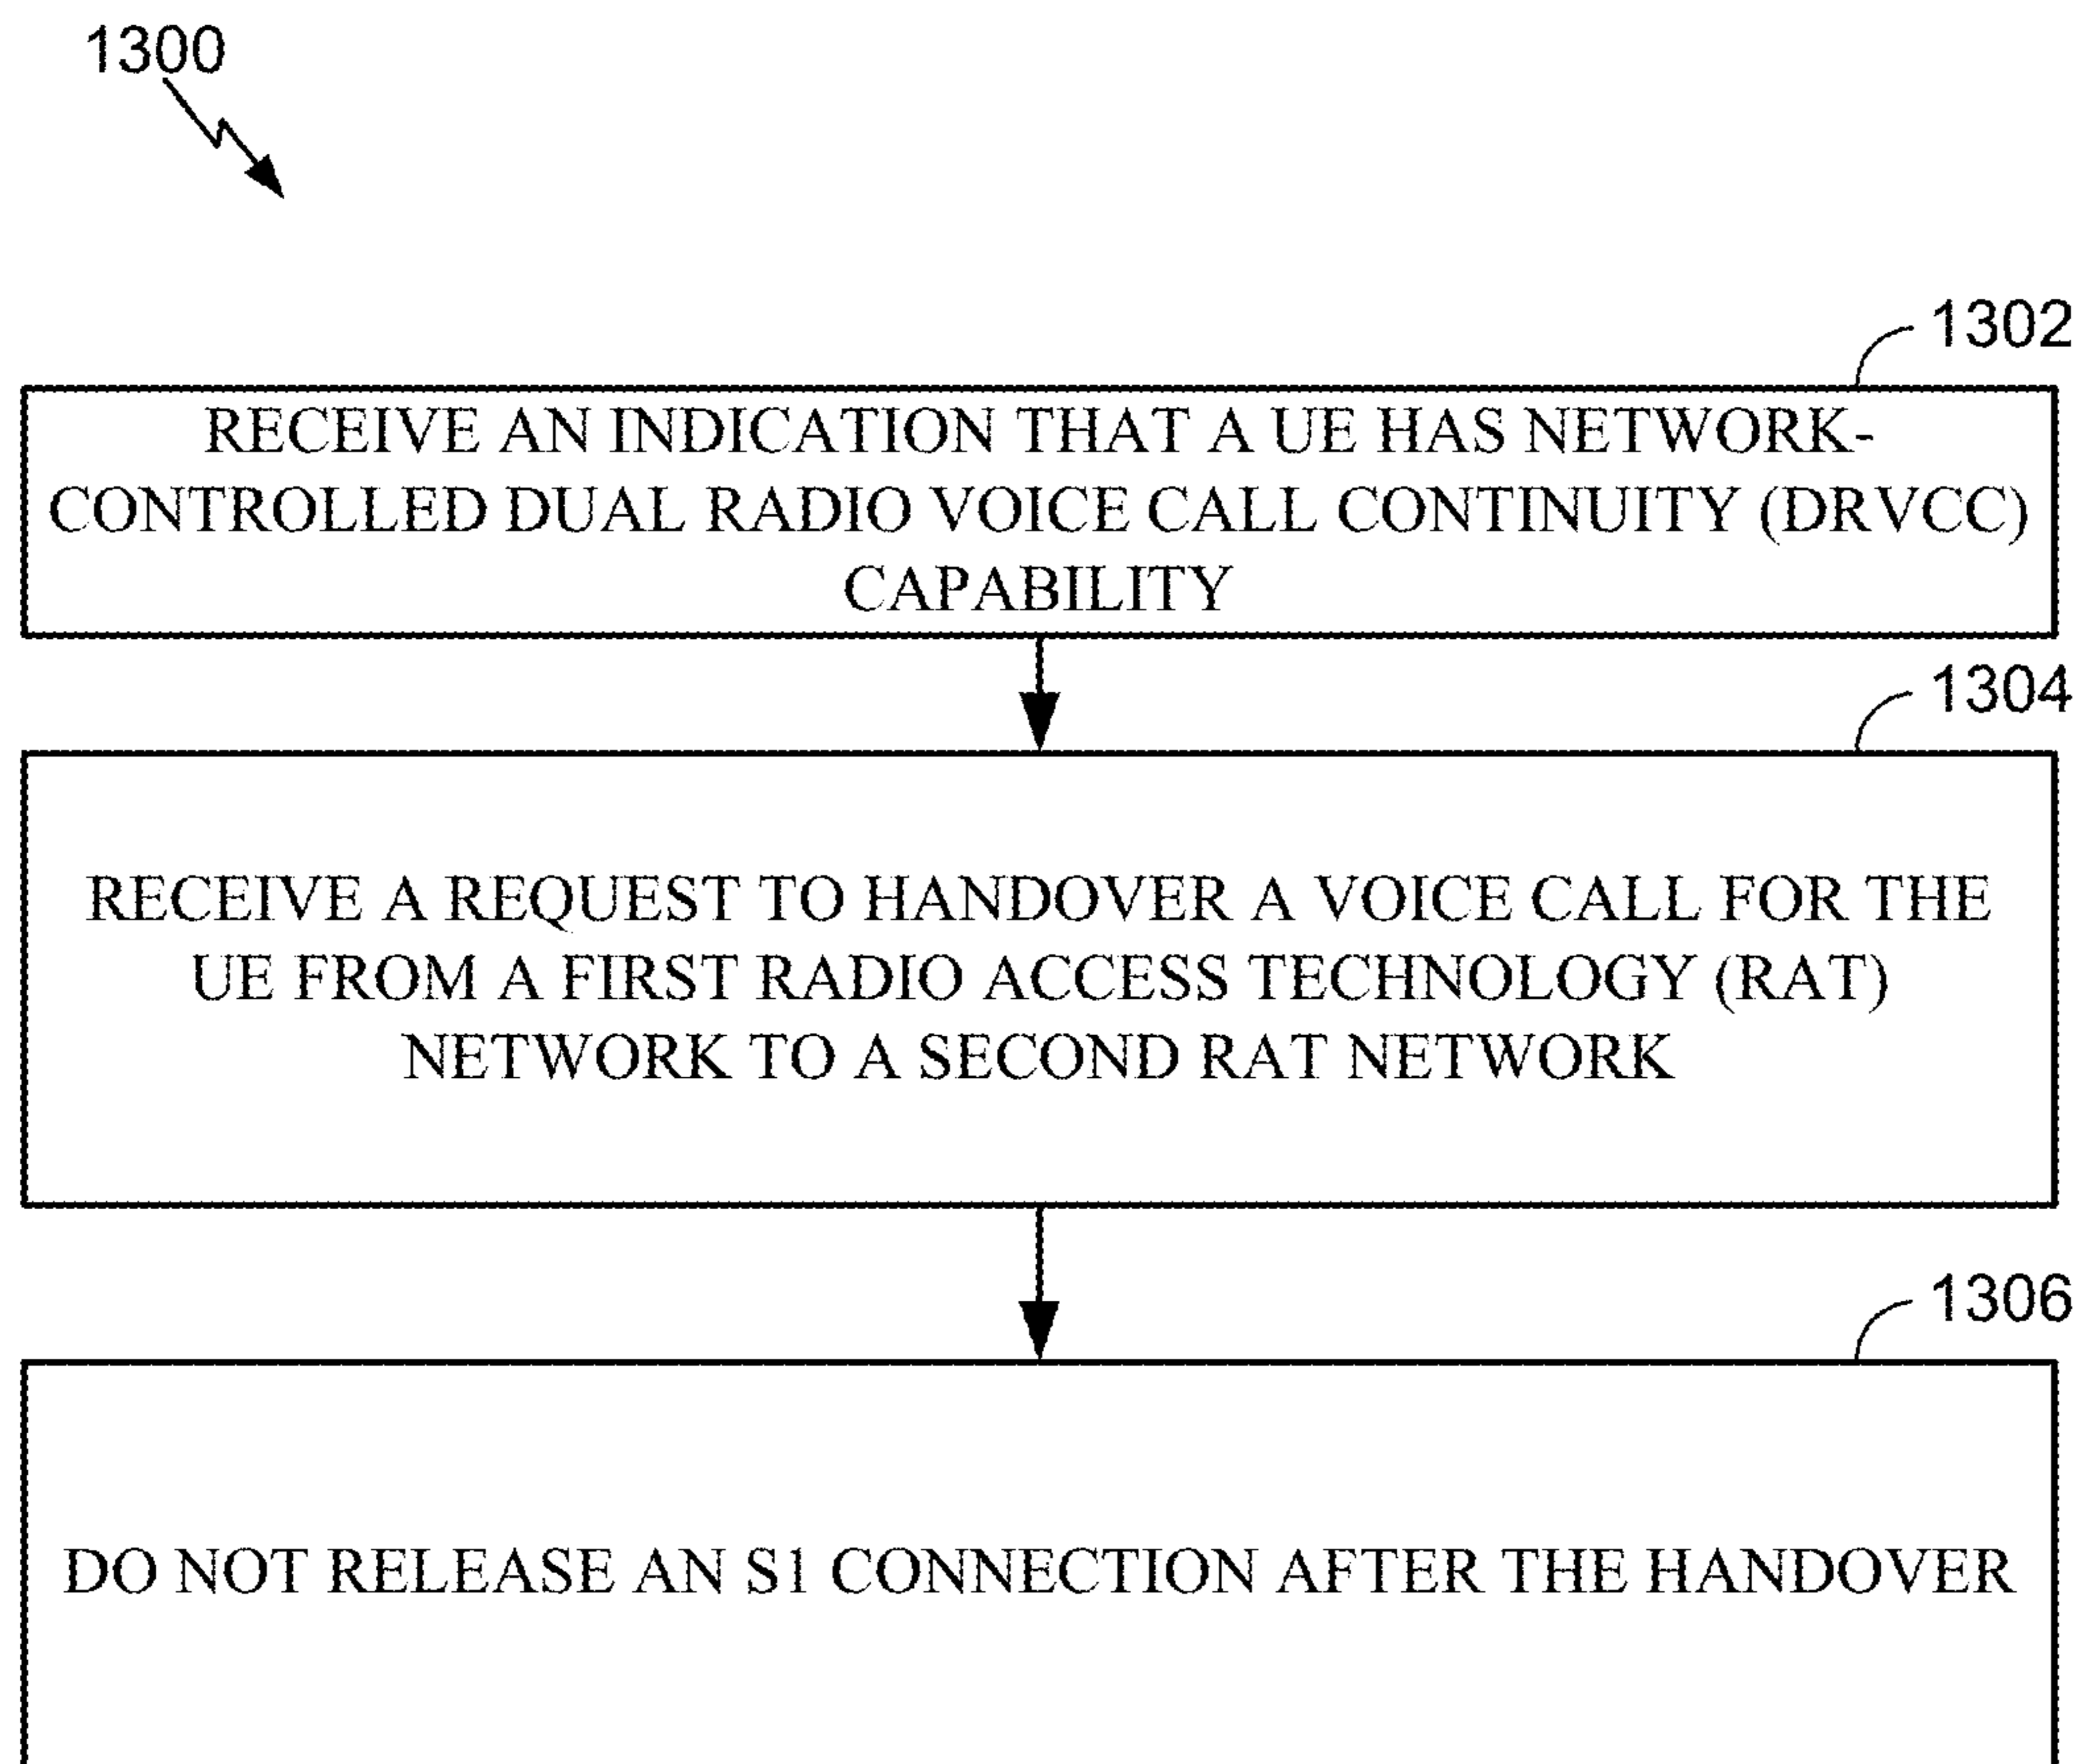 1300
1302
RECEIVE AN INDICATION THAT A UE HAS NETWORK-
CONTROLLED DUAL RADIO VOICE CALL CONTINUITY (DRVCC)
CAPABILITY
1304
RECEIVE A REQUEST TO HANDOVER A VOICE CALL FOR THE
UE FROM A FIRST RADIO ACCESS TECHNOLOGY (RAT)
NETWORK TO A SECOND RAT NETWORK
1306
DO NOT RELEASE AN S1 CONNECTION AFTER THE HANDOVER